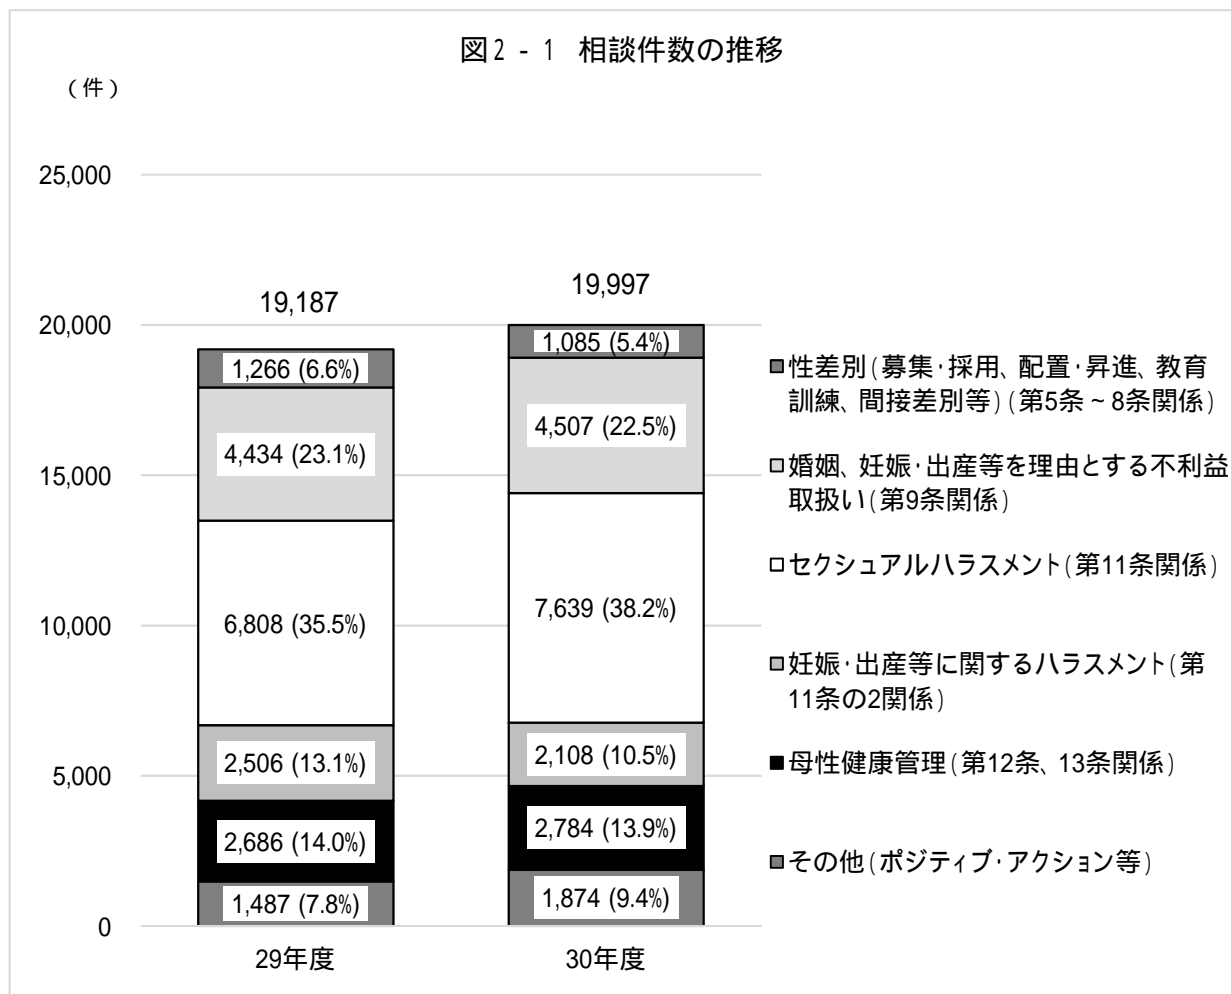 図2-1 相談件数の推移
（件）
25,000
20,000
15,000
10,000
5,000
0
19,187
1,266 (6.6%)
4,434 (23.1%)
6,808 (35.5%)
2,506 (13.1%)
2,686 (14.0%)
1,487 (7.8%)
29年度
19,997
1,085 (5.4%)
4,507 (22.5%)
7,639 (38.2%)
2,108 (10.5%)
2,784 (13.9%)
1,874 (9.4%)
30年度
性差別(募集・採用、配置・昇進、教育
訓練、間接差別等)(第5条～8条関係)
婚姻、妊娠・出産等を理由とする不利益
取扱い(第9条関係)
セクシュアルハラスメント(第11条関係)
妊娠・出産等に関するハラスメント(第
11条の2関係)
母性健康管理(第12条、13条関係)
その他(ポジティブ・アクション等)